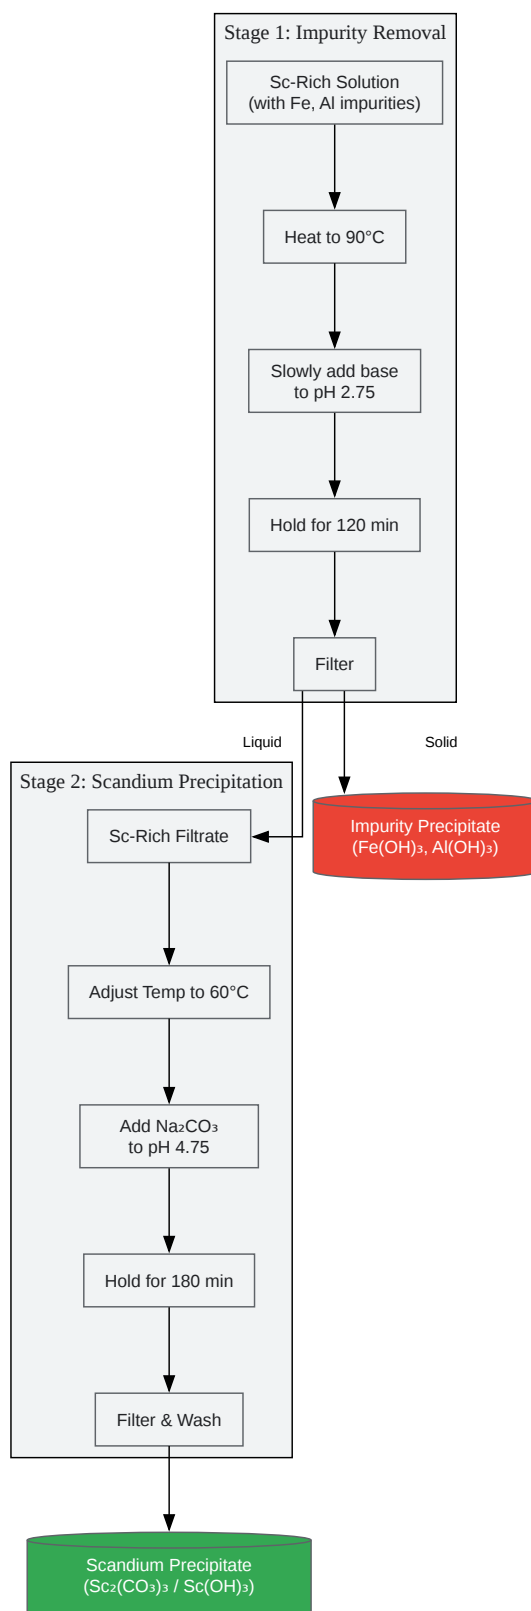 Stage 1: Impurity Removal
Sc-Rich Solution
(with Fe, Al impurities)
Heat to 90°C
Slowly add base
to pH 2.75
Hold for 120 min
Filter
Liquid
Solid
Impurity Precipitate
(Fe(OH)₃, Al(OH)₃)
Stage 2: Scandium Precipitation
Sc-Rich Filtrate
Adjust Temp to 60°C
Add Na₂CO₃
to pH 4.75
Hold for 180 min
Filter & Wash
Scandium Precipitate
(Sc₂(CO₃)₃ / Sc(OH)₃)